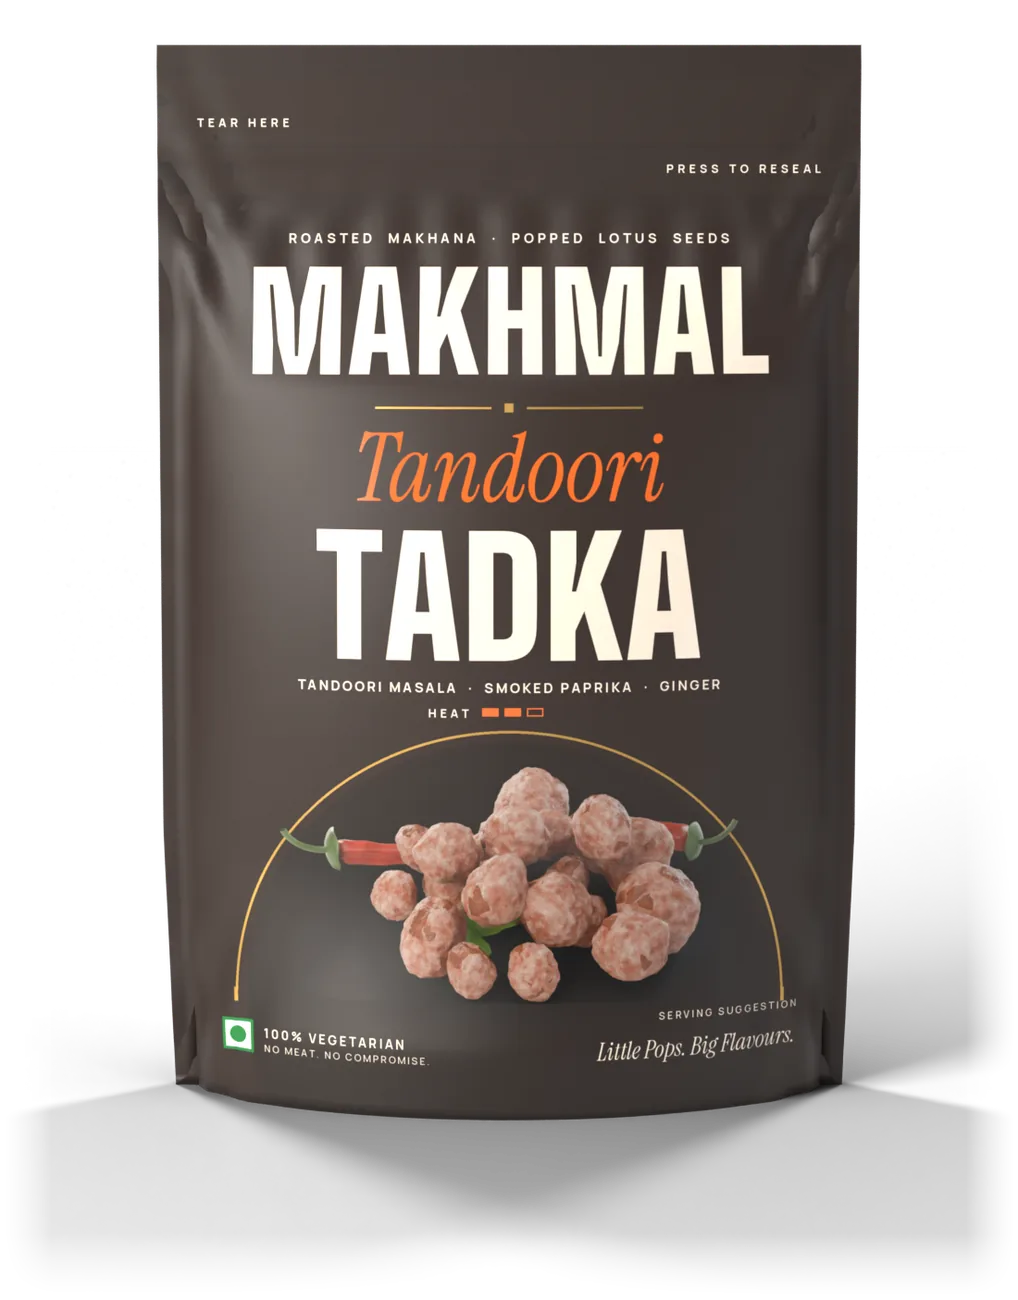 TEAR HERE
PRESS TO RESEAL
ROASTED MAKHANA · POPPED LOTUS SEEDS
MAKHMAL
Tandoori
TADKA
TANDOORI MASALA · SMOKED PAPRIKA · GINGER
HEAT
SERVING SUGGESTION
100% VEGETARIAN
NO MEAT. NO COMPROMISE.
Little Pops. Big Flavours.